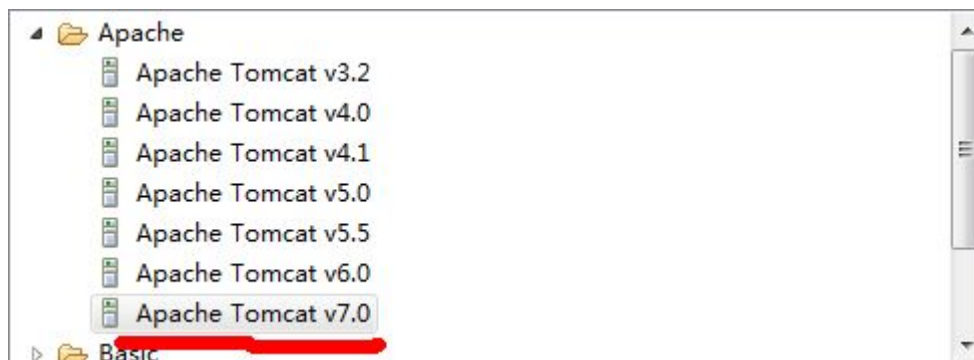 Apache
Apache Tomcat v3.2
Apache Tomcat v4.0
Apache Tomcat v4.1
Apache Tomcat v5.0
Apache Tomcat v5.5
Apache Tomcat v6.0
Apache Tomcat v7.0
Basic